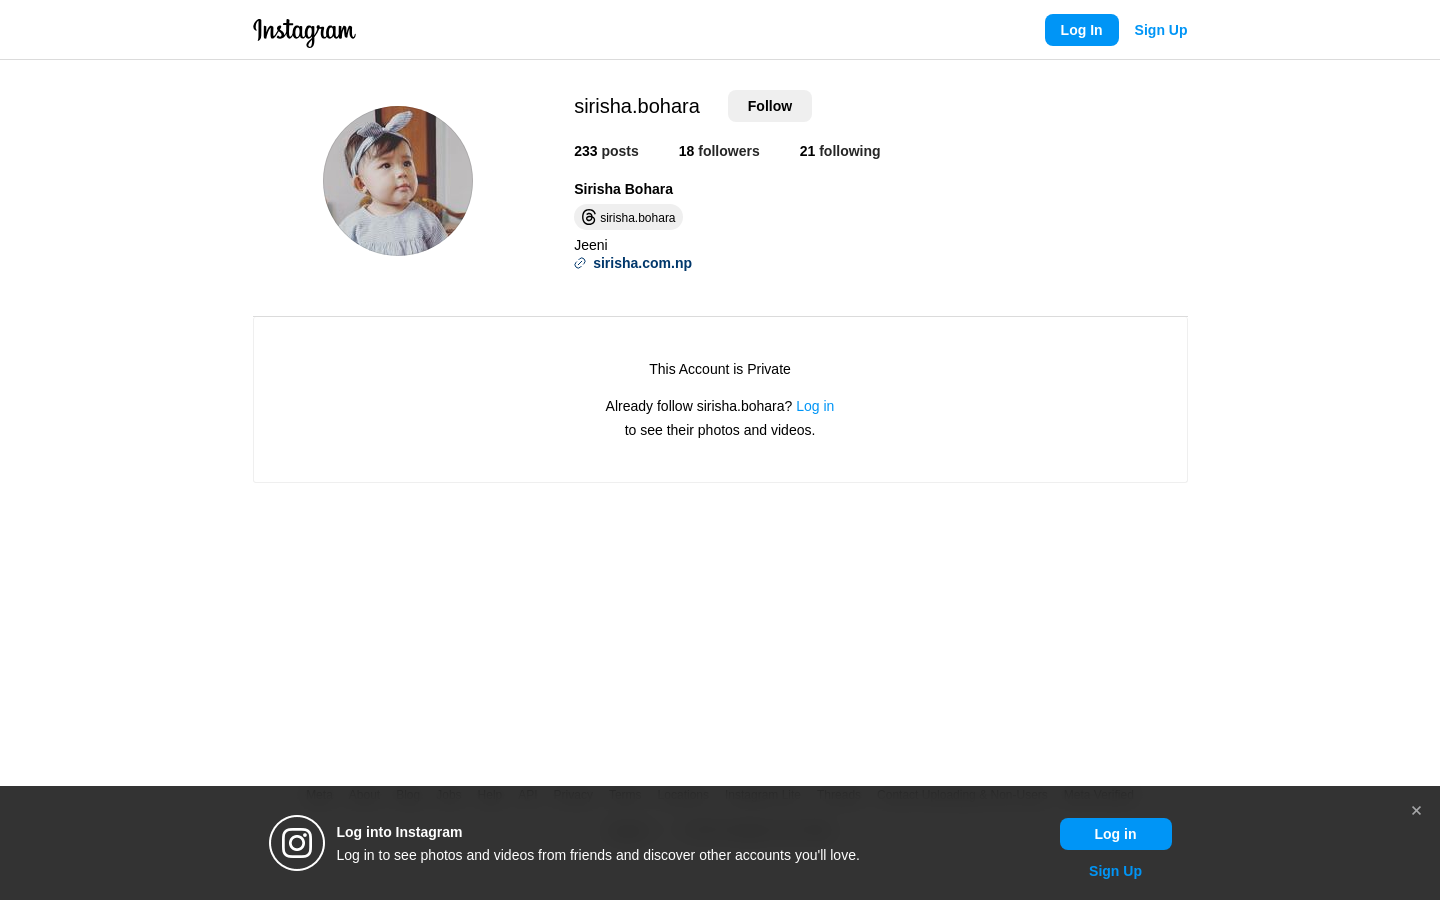 Instagram
Log In
Sign Up
sirisha.bohara
Follow
233 posts
18 followers
21 following
Sirisha Bohara
sirisha.bohara
Jeeni
sirisha.com.np
This Account is Private
Already follow sirisha.bohara? Log in
to see their photos and videos.
Log into Instagram
Log in to see photos and videos from friends and discover other accounts you'll love.
Log in
Sign Up